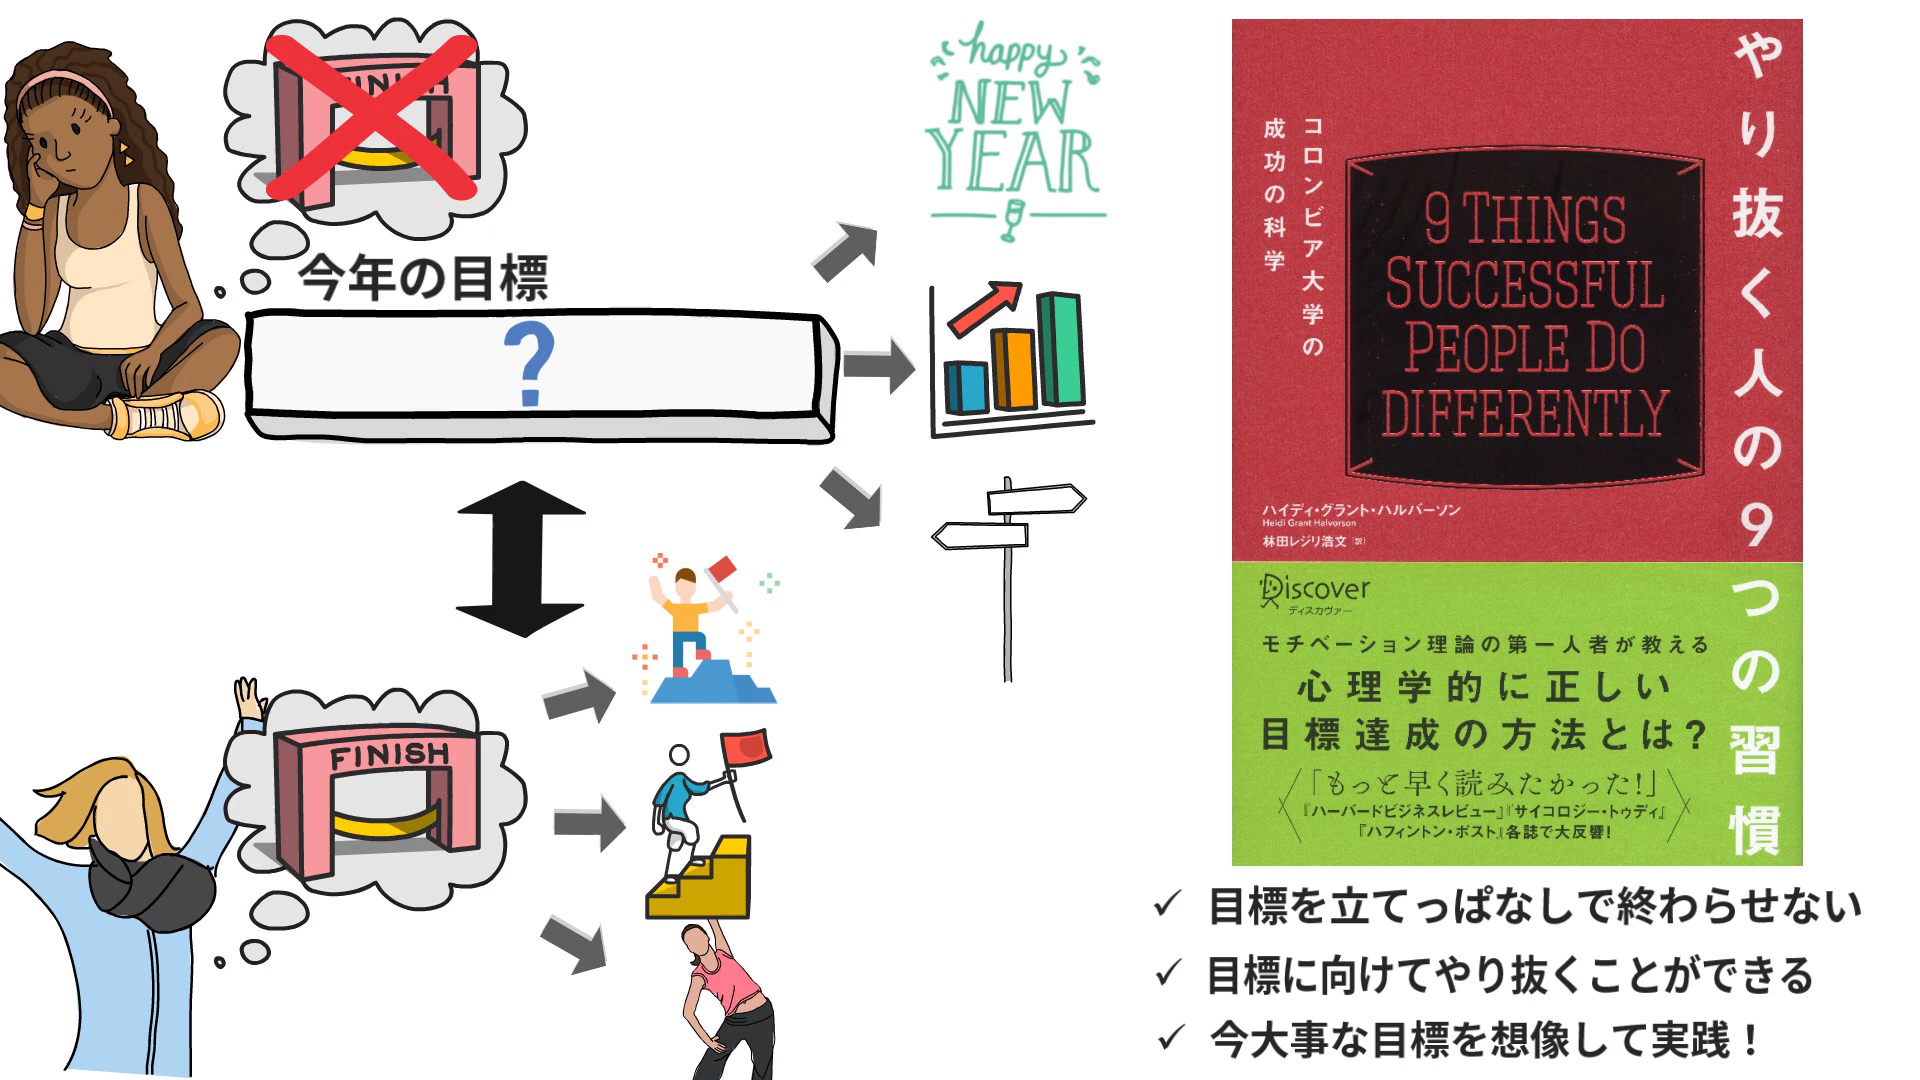 FINISH
今年の目標
?
happy
NEW
YEAR
FINISH
やり抜く人の9つの習慣
コロンビア大学の
成功の科学
9 THINGS
SUCCESSFUL
PEOPLE DO
DIFFERENTLY
ハイディ・グラント・ハルバーソン
Heidi Grant Halvorson
林田レジリ浩文 [訳]
Discover
ディスカヴァー
モチベーション理論の第一人者が教える
心理学的に正しい
目標達成の方法とは?
「もっと早く読みたかった!」
『ハーバードビジネスレビュー』『サイコロジー・トゥディ』
『ハフィントン・ポスト』各誌で大反響!
✓ 目標を立てっぱなしで終わらせない
✓ 目標に向けてやり抜くことができる
✓ 今大事な目標を想像して実践！